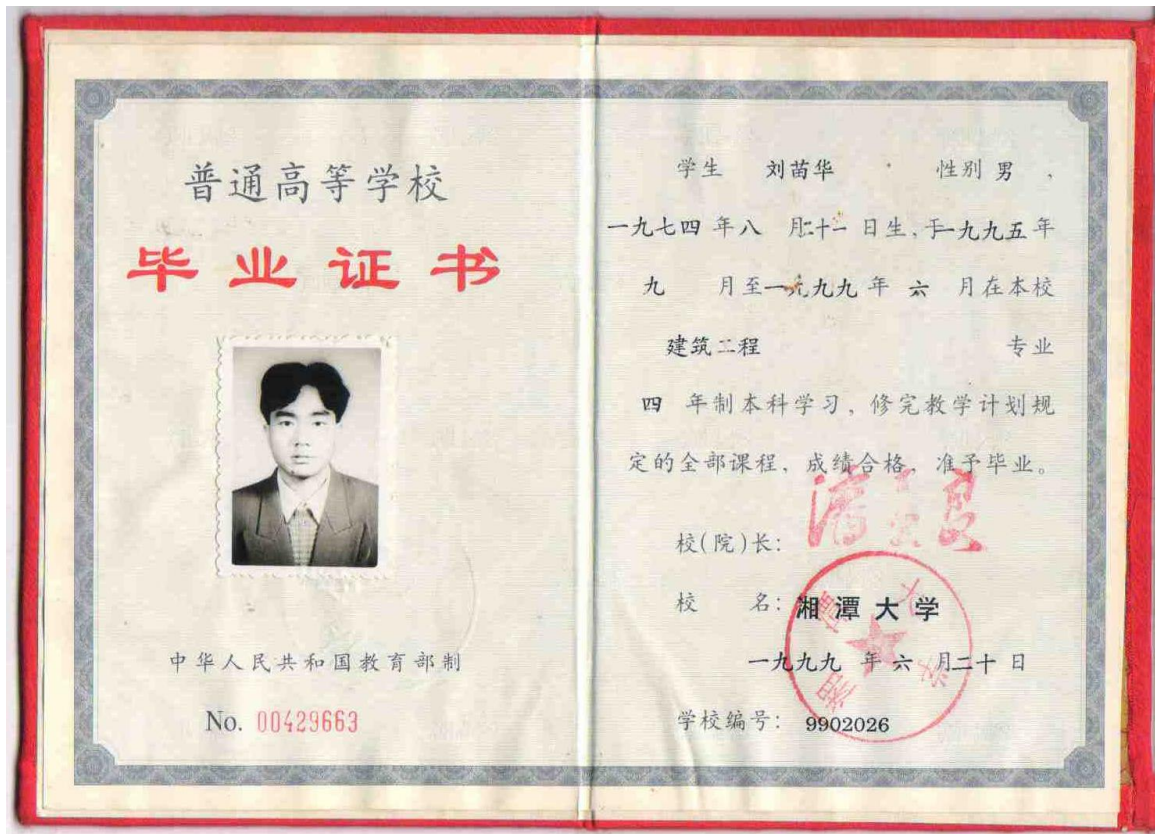 普通高等学校
毕业证书
中华人民共和国教育部制
No. 00429663
学生 刘苗华 性别 男，
一九七四 年 八 月二十一 日生，于一九九五 年
九 月至一九九九 年 六 月在本校
建筑工程 专业
四 年制本科学习，修完教学计划规
定的全部课程，成绩合格，准予毕业。
校(院)长:
校 名: 湘潭大学
湘潭大学
一九九九 年 六 月二十 日
学校编号: 9902026